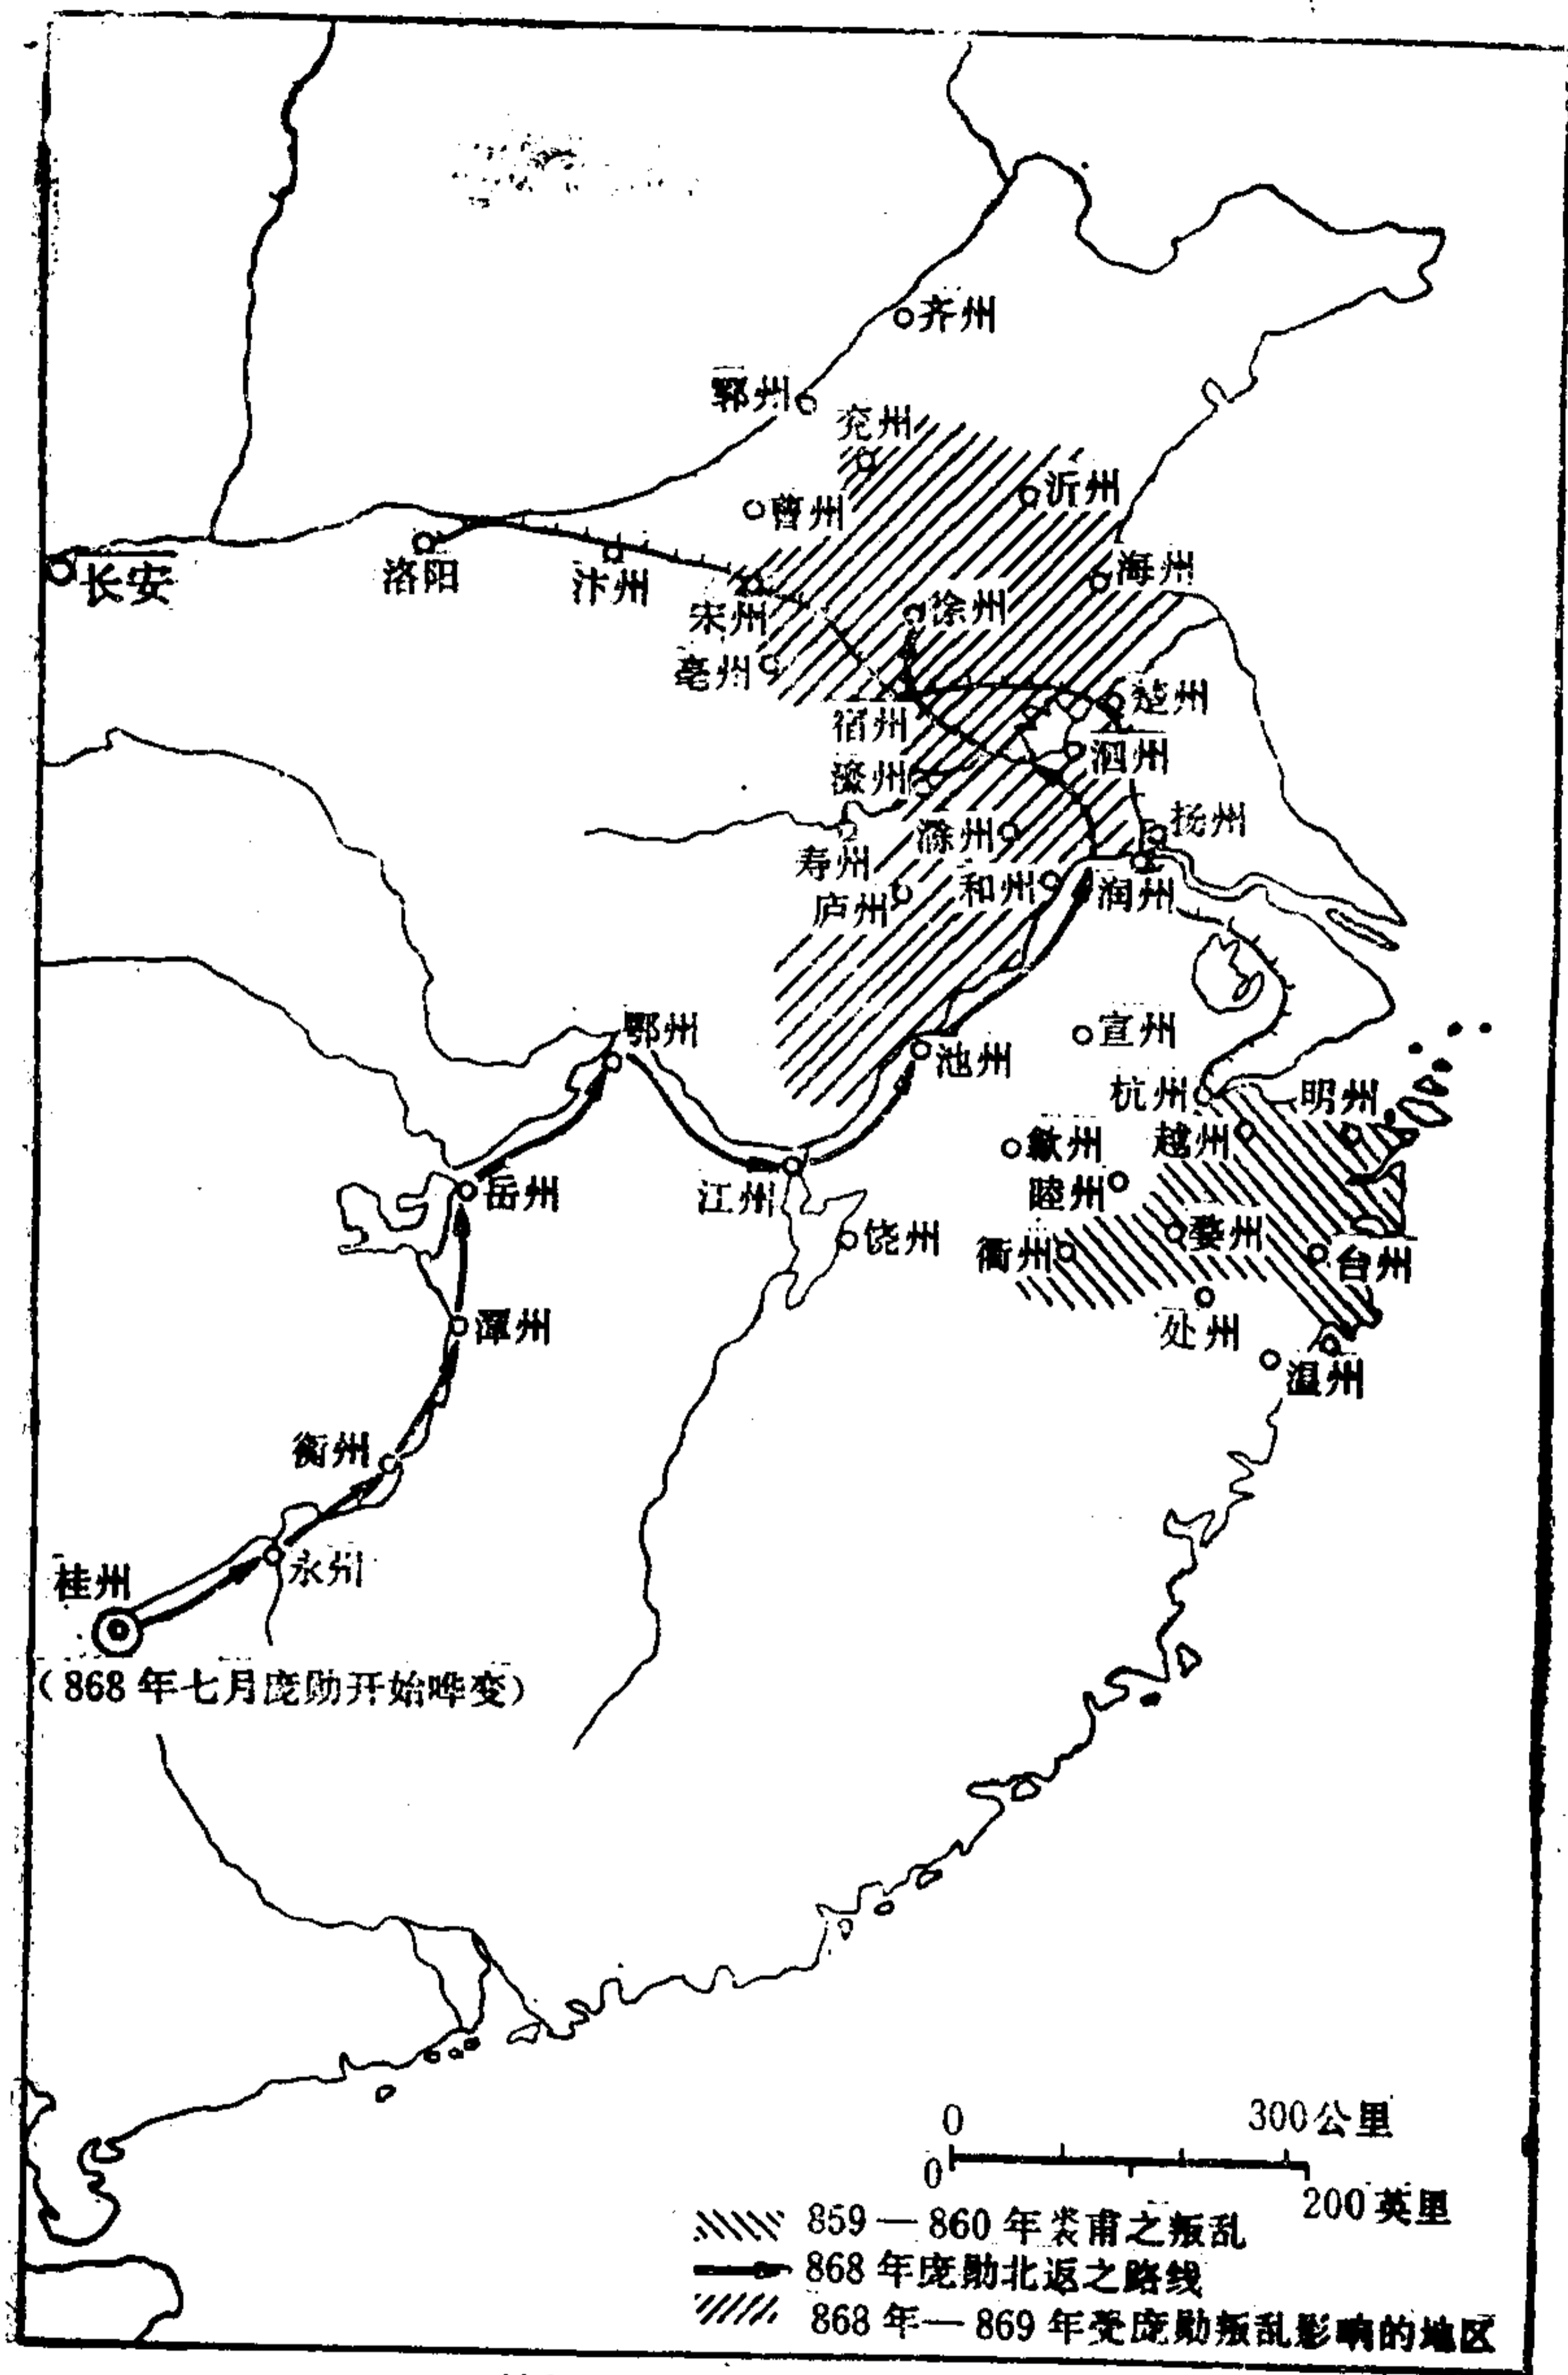 齐州
郓州
兖州
沂州
曹州
海州
长安
洛阳
汴州
宋州
徐州
亳州
楚州
宿州
泗州
濠州
扬州
滁州
寿州
和州
润州
庐州
鄂州
宣州
池州
杭州
明州
越州
歙州
睦州
岳州
江州
婺州
饶州
衢州
台州
潭州
处州
温州
衡州
永州
桂州
（868年七月庞勋开始哗变）
0 300公里
0 200英里
859—860年裘甫之叛乱
868年庞勋北返之路线
868年—869年受庞勋叛乱影响的地区